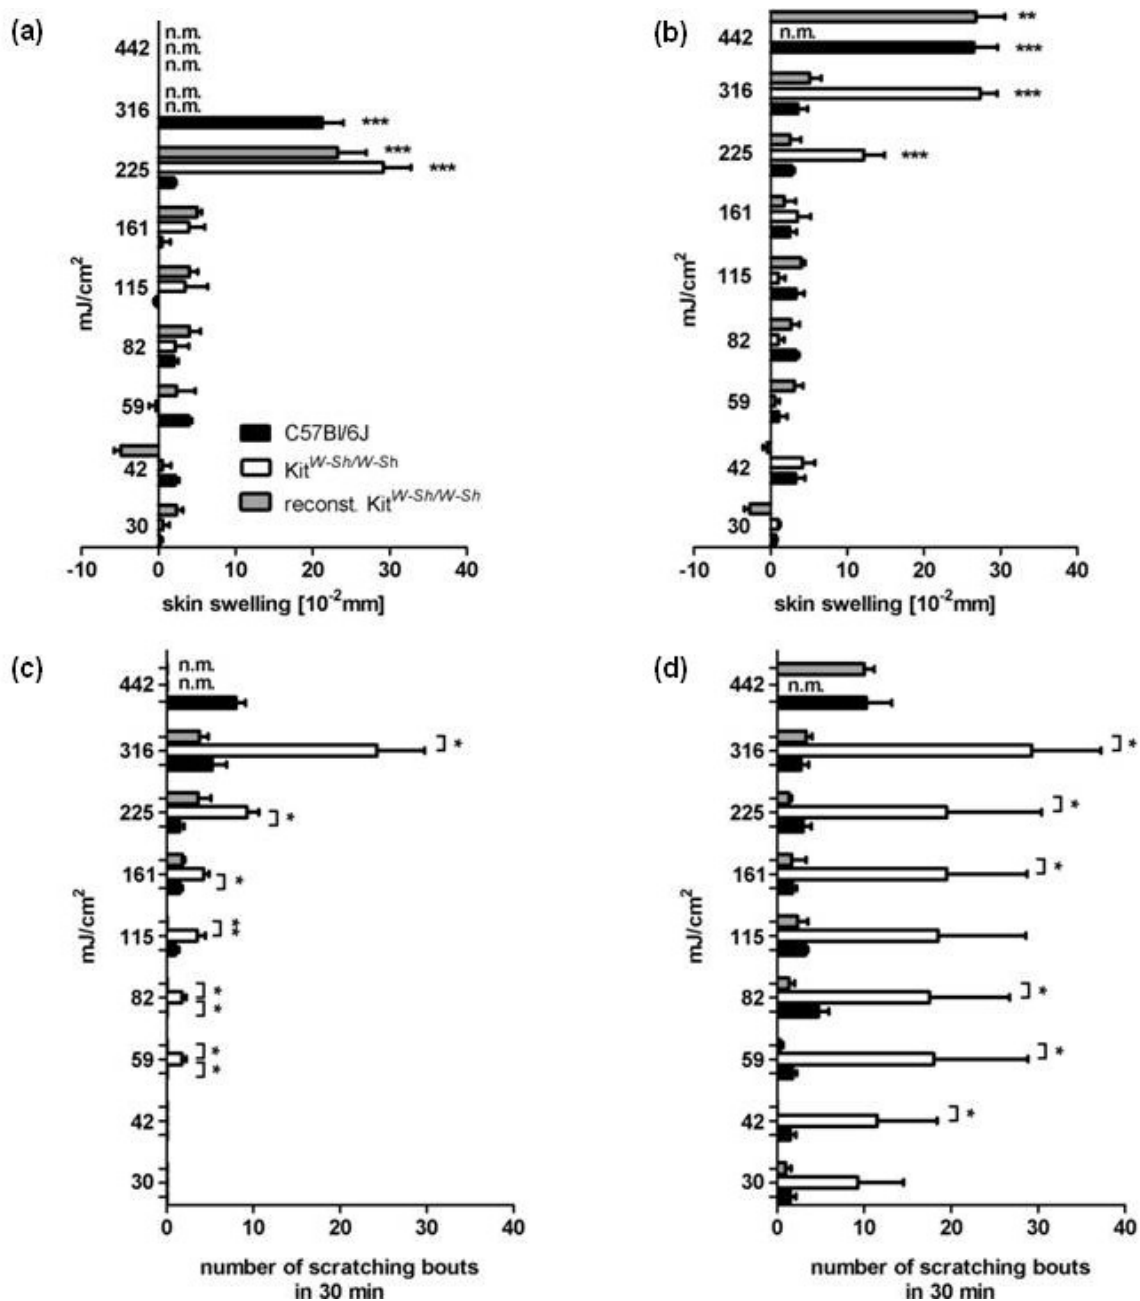 (a)
442
n.m.
n.m.
n.m.
316
n.m.
n.m.
***
225
***
***
161
115
82
59
42
30
mJ/cm²
C57Bl/6J
Kit^W-Sh/W-Sh
reconst. Kit^W-Sh/W-Sh
-10 0 10 20 30 40
skin swelling [10⁻²mm]
(b)
**
442
n.m.
***
316
***
225
***
161
115
82
59
42
30
mJ/cm²
-10 0 10 20 30 40
skin swelling [10⁻²mm]
(c)
442
n.m.
n.m.
316
*
225
*
161
*
115
**
82
*
*
59
*
*
42
30
mJ/cm²
0 10 20 30 40
number of scratching bouts
in 30 min
(d)
442
n.m.
316
*
225
*
161
*
115
82
*
59
*
42
*
30
mJ/cm²
0 10 20 30 40
number of scratching bouts
in 30 min